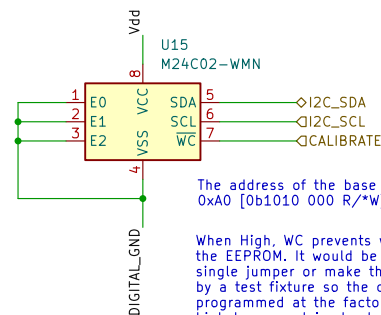 Vdd
U15
M24C02-WMN
8
1 E0 VCC SDA 5 I2C_SDA
2 E1 SCL 6 I2C_SCL
3 E2 VSS WC 7 CALIBRATE
4
DIGITAL_GND
The address of the base
0xA0 [0b1010 000 R/*W
When High, WC prevents
the EEPROM. It would be
single jumper or make
by a test fixture so the
programmed at the